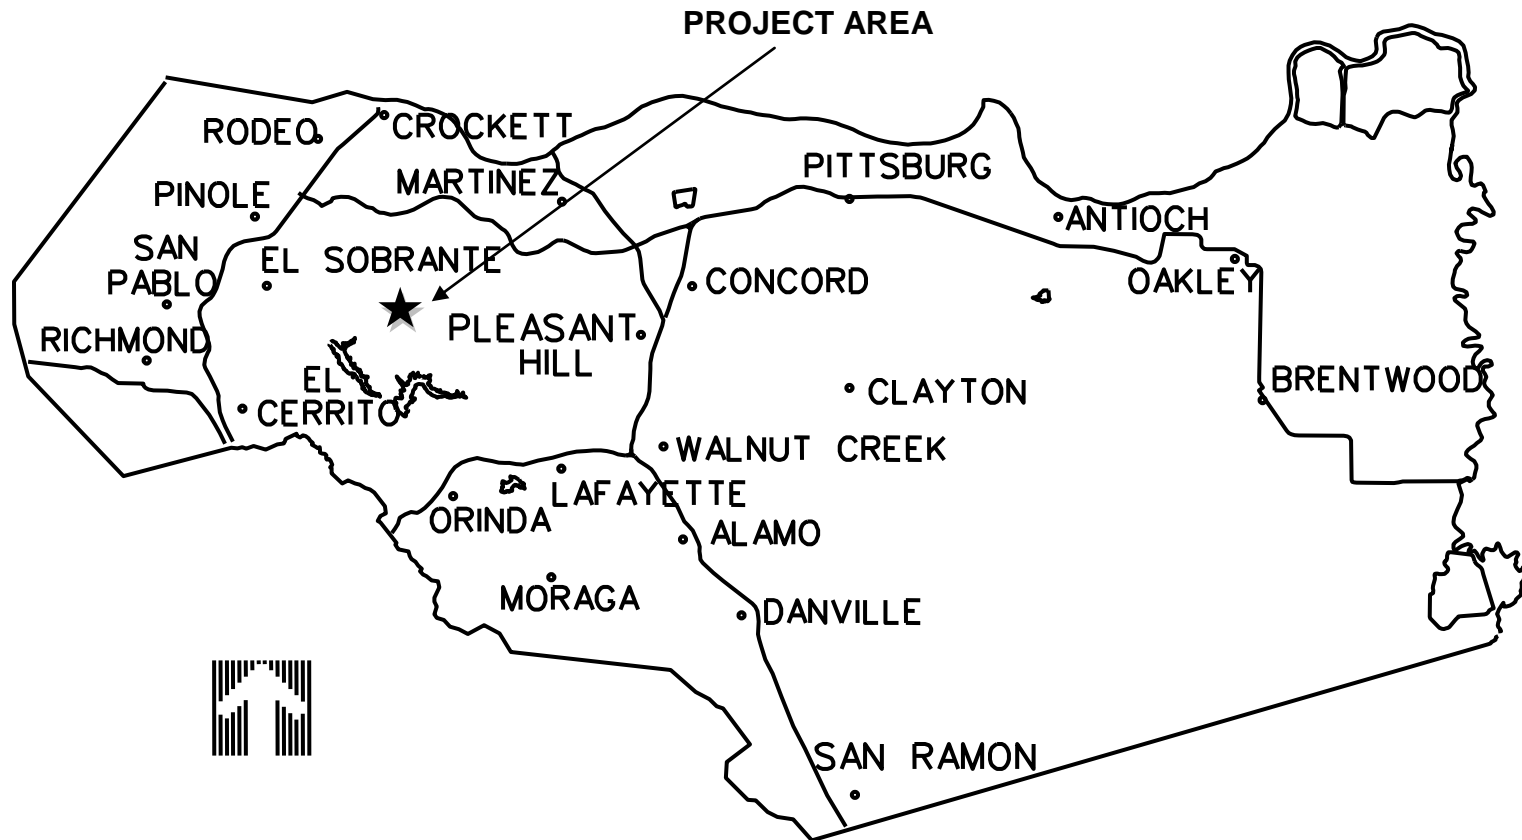 PROJECT AREA
RODEO
CROCKETT
PINOLE
MARTINEZ
PITTSBURG
ANTIOCH
SAN
PABLO
EL SOBRANTE
CONCORD
OAKLEY
RICHMOND
PLEASANT
HILL
EL
CERRITO
CLAYTON
BRENTWOOD
WALNUT CREEK
LAFAYETTE
ORINDA
ALAMO
MORAGA
DANVILLE
SAN RAMON